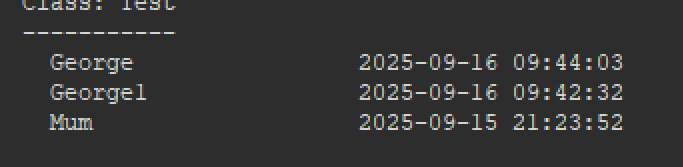 Class: Test
-----------
George 2025-09-16 09:44:03
George1 2025-09-16 09:42:32
Mum 2025-09-15 21:23:52